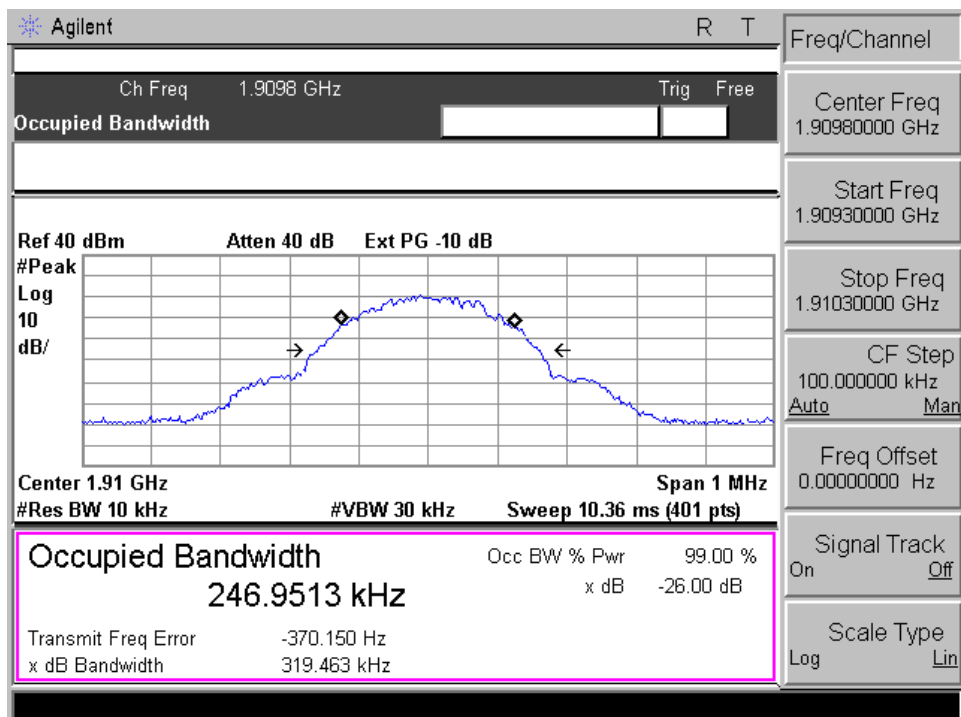 Agilent R T
Freq/Channel
Ch Freq 1.9098 GHz Trig Free
Occupied Bandwidth
Center Freq
1.90980000 GHz
Start Freq
1.90930000 GHz
Stop Freq
1.91030000 GHz
CF Step
100.000000 kHz
Auto Man
Freq Offset
0.00000000 Hz
Signal Track
On Off
Scale Type
Log Lin
Ref 40 dBm Atten 40 dB Ext PG -10 dB
#Peak
Log
10
dB/
Center 1.91 GHz Span 1 MHz
#Res BW 10 kHz #VBW 30 kHz Sweep 10.36 ms (401 pts)
Occupied Bandwidth Occ BW % Pwr 99.00 %
246.9513 kHz x dB -26.00 dB
Transmit Freq Error -370.150 Hz
x dB Bandwidth 319.463 kHz